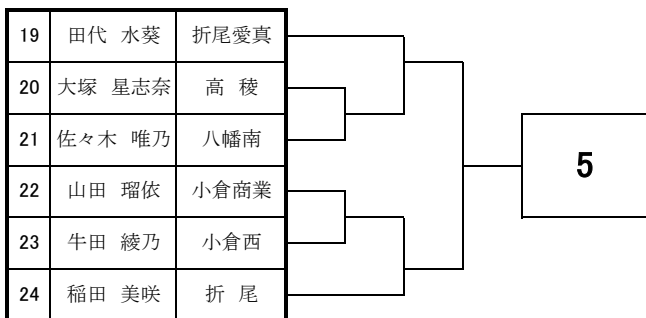 19 田代 水葵 折尾愛真
20 大塚 星志奈 高 稜
21 佐々木 唯乃 八幡南
22 山田 瑠依 小倉商業
23 牛田 綾乃 小倉西
24 稲田 美咲 折 尾
5